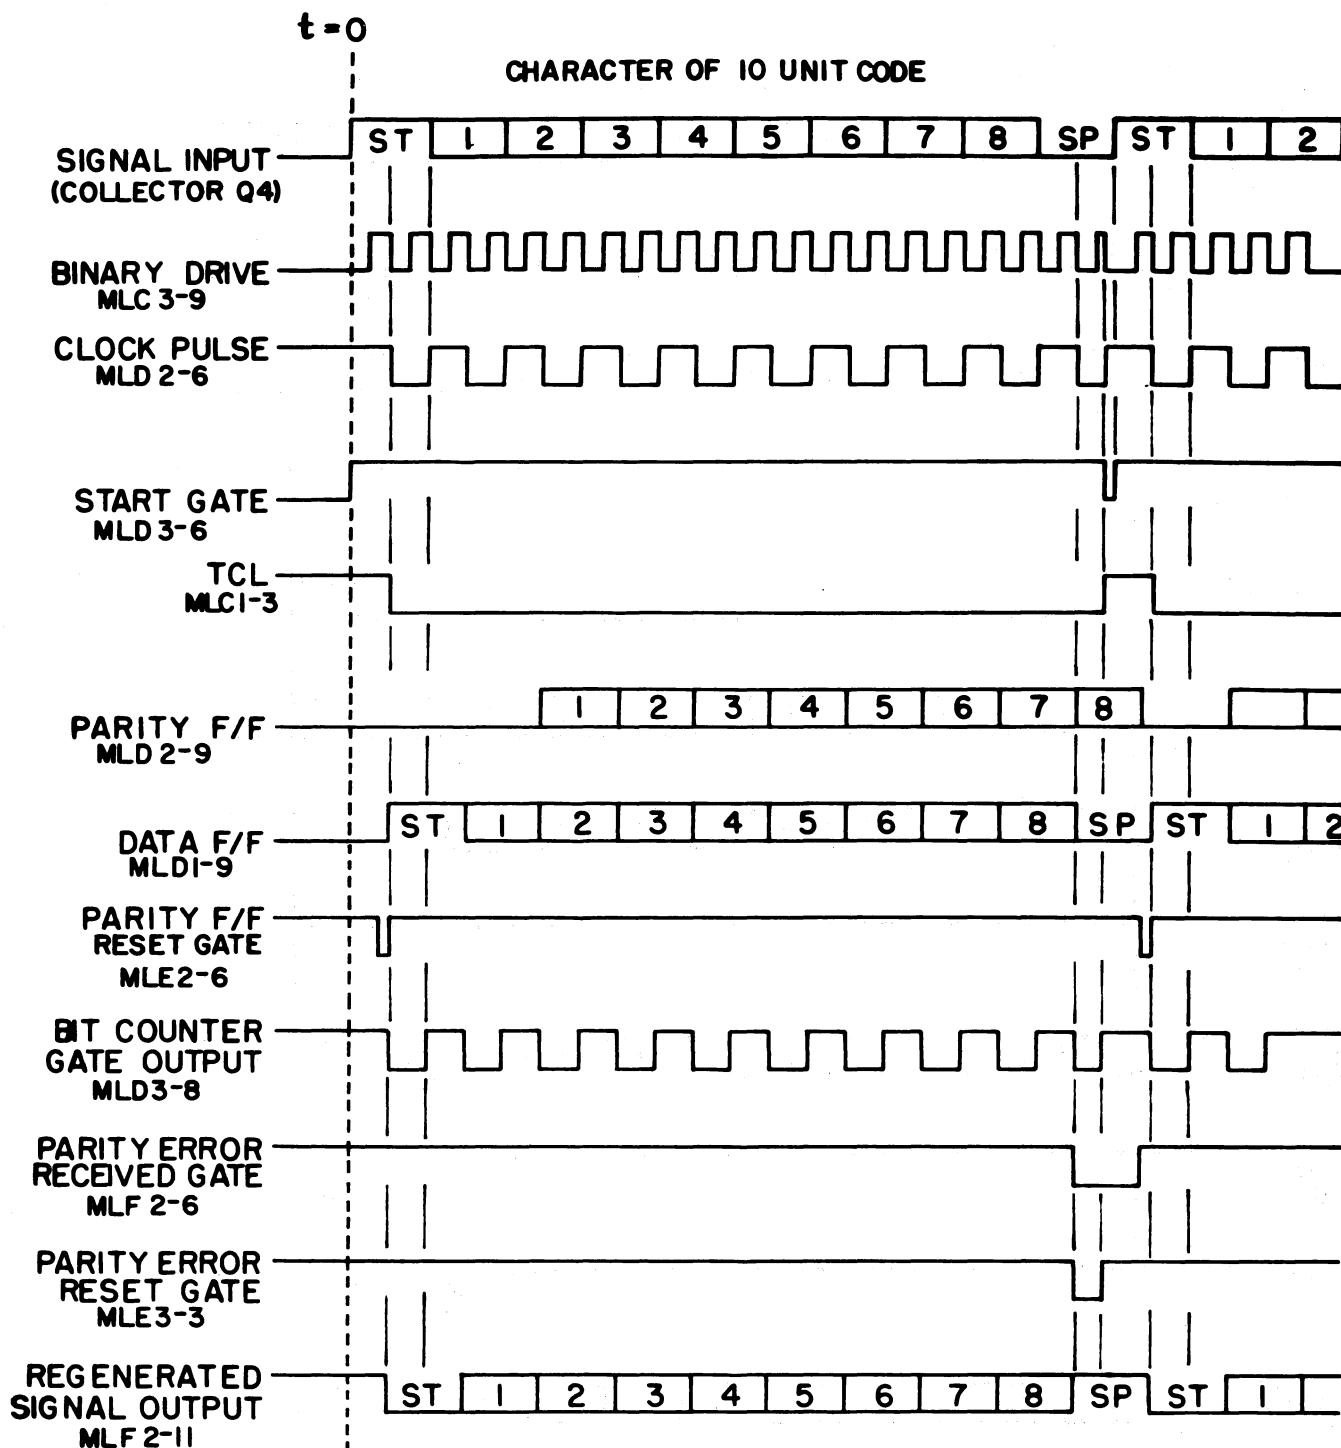 t=0
CHARACTER OF 10 UNIT CODE
ST 1 2 3 4 5 6 7 8 SP ST 1 2
SIGNAL INPUT
(COLLECTOR Q4)
BINARY DRIVE
MLC 3-9
CLOCK PULSE
MLD 2-6
START GATE
MLD3-6
TCL
MLC1-3
1 2 3 4 5 6 7 8
PARITY F/F
MLD 2-9
ST 1 2 3 4 5 6 7 8 SP ST 1 2
DATA F/F
MLD1-9
PARITY F/F
RESET GATE
MLE2-6
BIT COUNTER
GATE OUTPUT
MLD3-8
PARITY ERROR
RECEIVED GATE
MLF 2-6
PARITY ERROR
RESET GATE
MLE3-3
REGENERATED
ST 1 2 3 4 5 6 7 8 SP ST 1
SIGNAL OUTPUT
MLF 2-11